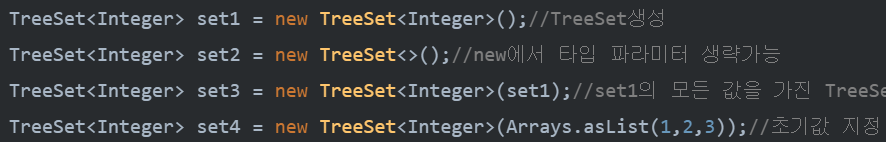 TreeSet<Integer> set1 = new TreeSet<Integer>();//TreeSet생성
TreeSet<Integer> set2 = new TreeSet<>();//new에서 타입 파라미터 생략가능
TreeSet<Integer> set3 = new TreeSet<Integer>(set1);//set1의 모든 값을 가진 TreeSe
TreeSet<Integer> set4 = new TreeSet<Integer>(Arrays.asList(1,2,3));//초기값 지정